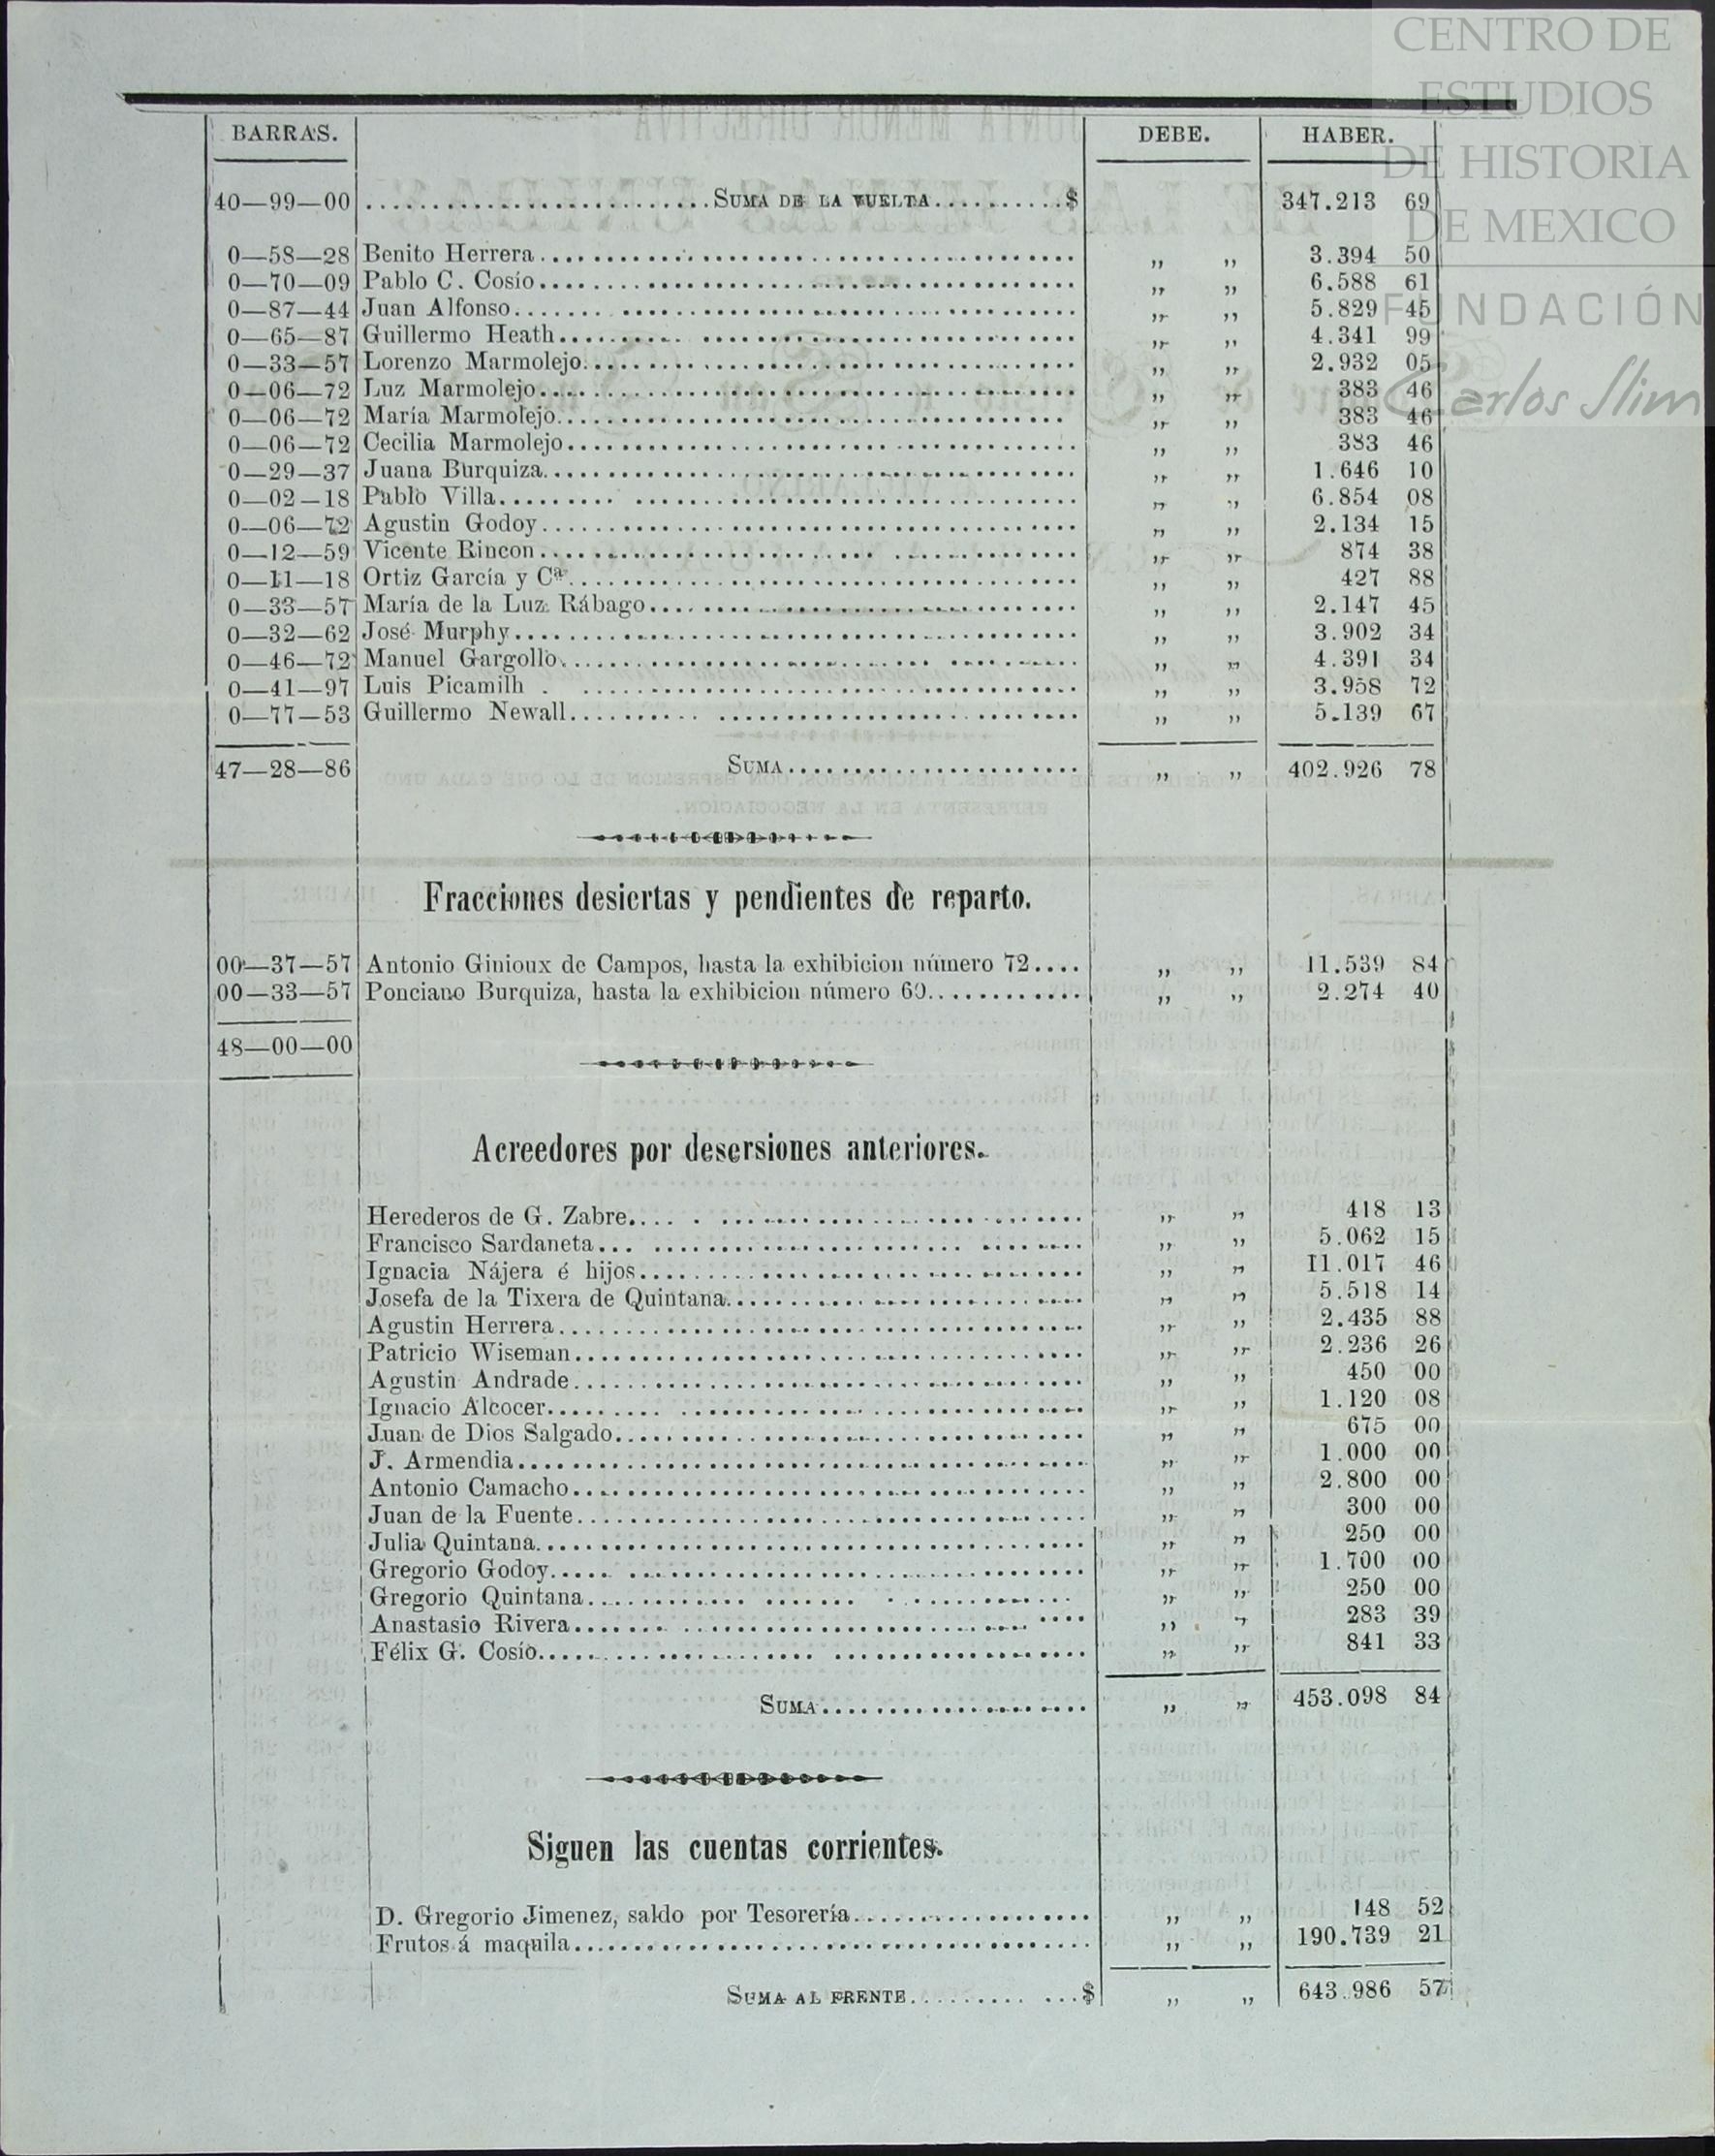 CENTRO DE
ESTUDIOS
DE HISTORIA
DE MEXICO
FUNDACIÓN
Carlos Slim
BARRAS. DEBE. HABER.
40—99—00 ..........................SUMA DE LA VUELTA..........$ 347.213 69
0—58—28 Benito Herrera........................................ ,, ,, 3.394 50
0—70—09 Pablo C. Cosío........................................ ,, ,, 6.588 61
0—87—44 Juan Alfonso........................................ ,, ,, 5.829 45
0—65—87 Guillermo Heath........................................ ,, ,, 4.341 99
0—33—57 Lorenzo Marmolejo........................................ ,, ,, 2.932 05
0—06—72 Luz Marmolejo........................................ ,, ,, 383 46
0—06—72 María Marmolejo........................................ ,, ,, 383 46
0—06—72 Cecilia Marmolejo........................................ ,, ,, 383 46
0—29—37 Juana Burquiza........................................ ,, ,, 1.646 10
0—02—18 Pablo Villa........................................ ,, ,, 6.854 08
0—06—72 Agustin Godoy........................................ ,, ,, 2.134 15
0—12—59 Vicente Rincon........................................ ,, ,, 874 38
0—11—18 Ortiz García y Cª........................................ ,, ,, 427 88
0—33—57 María de la Luz Rábago................................ ,, ,, 2.147 45
0—32—62 José Murphy........................................ ,, ,, 3.902 34
0—46—72 Manuel Gargollo........................................ ,, ,, 4.391 34
0—41—97 Luis Picamilh . ........................................ ,, ,, 3.958 72
0—77—53 Guillermo Newall........................................ ,, ,, 5.139 67
47—28—86 SUMA...................... ,, ,, 402.926 78
Fracciones desiertas y pendientes de reparto.
00—37—57 Antonio Ginioux de Campos, hasta la exhibicion número 72.... ,, ,, 11.539 84
00—33—57 Ponciano Burquiza, hasta la exhibicion número 60............ ,, ,, 2.274 40
48—00—00
Acreedores por desersiones anteriores.
Herederos de G. Zabre........................................ ,, ,, 418 13
Francisco Sardaneta........................................ ,, ,, 5.062 15
Ignacia Nájera é hijos........................................ ,, ,, 11.017 46
Josefa de la Tixera de Quintana............................ ,, ,, 5.518 14
Agustin Herrera........................................ ,, ,, 2.435 88
Patricio Wiseman........................................ ,, ,, 2.236 26
Agustin Andrade........................................ ,, ,, 450 00
Ignacio Alcocer........................................ ,, ,, 1.120 08
Juan de Dios Salgado........................................ ,, ,, 675 00
J. Armendia........................................ ,, ,, 1.000 00
Antonio Camacho........................................ ,, ,, 2.800 00
Juan de la Fuente........................................ ,, ,, 300 00
Julia Quintana........................................ ,, ,, 250 00
Gregorio Godoy........................................ ,, ,, 1.700 00
Gregorio Quintana........................................ ,, ,, 250 00
Anastasio Rivera........................................ ,, ,, 283 39
Félix G. Cosío........................................ ,, ,, 841 33
SUMA.................... ,, ,, 453.098 84
Siguen las cuentas corrientes.
D. Gregorio Jimenez, saldo por Tesorería.................. ,, ,, 148 52
Frutos á maquila........................................ ,, ,, 190.739 21
SUMA AL FRENTE......... ...$ ,, ,, 643.986 57